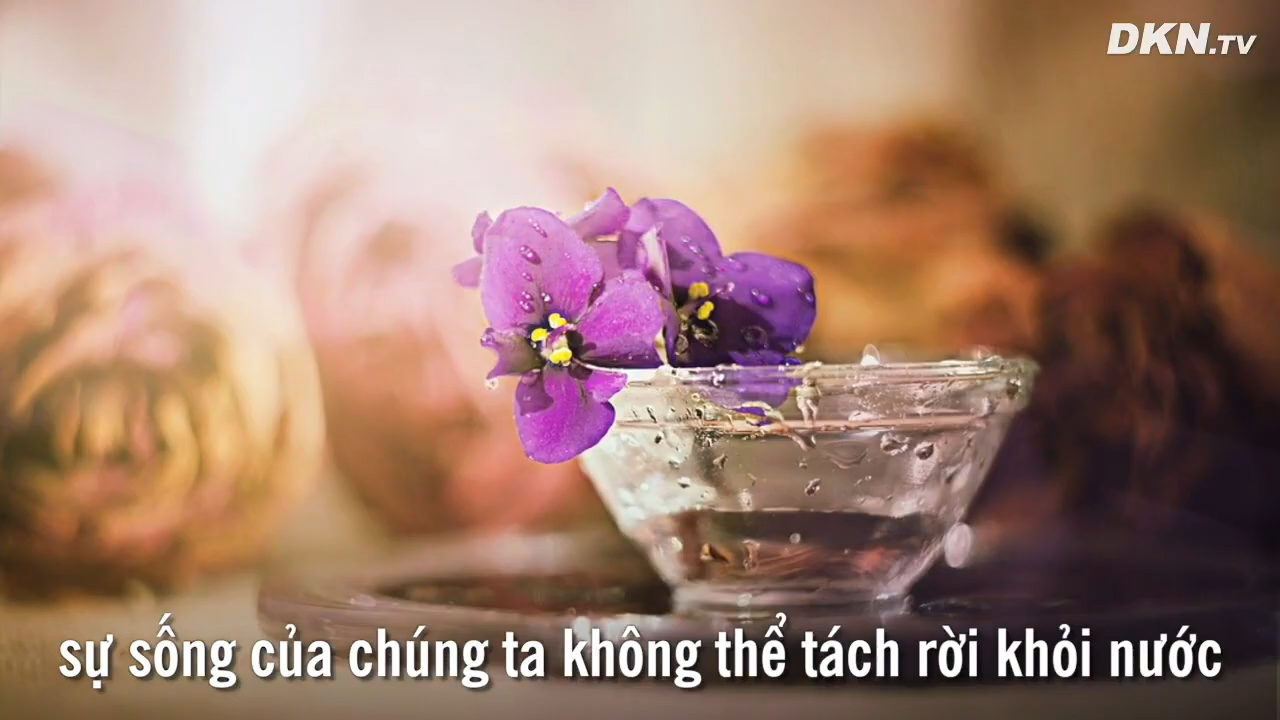 DKN.TV
sự sống của chúng ta không thể tách rời khỏi nước